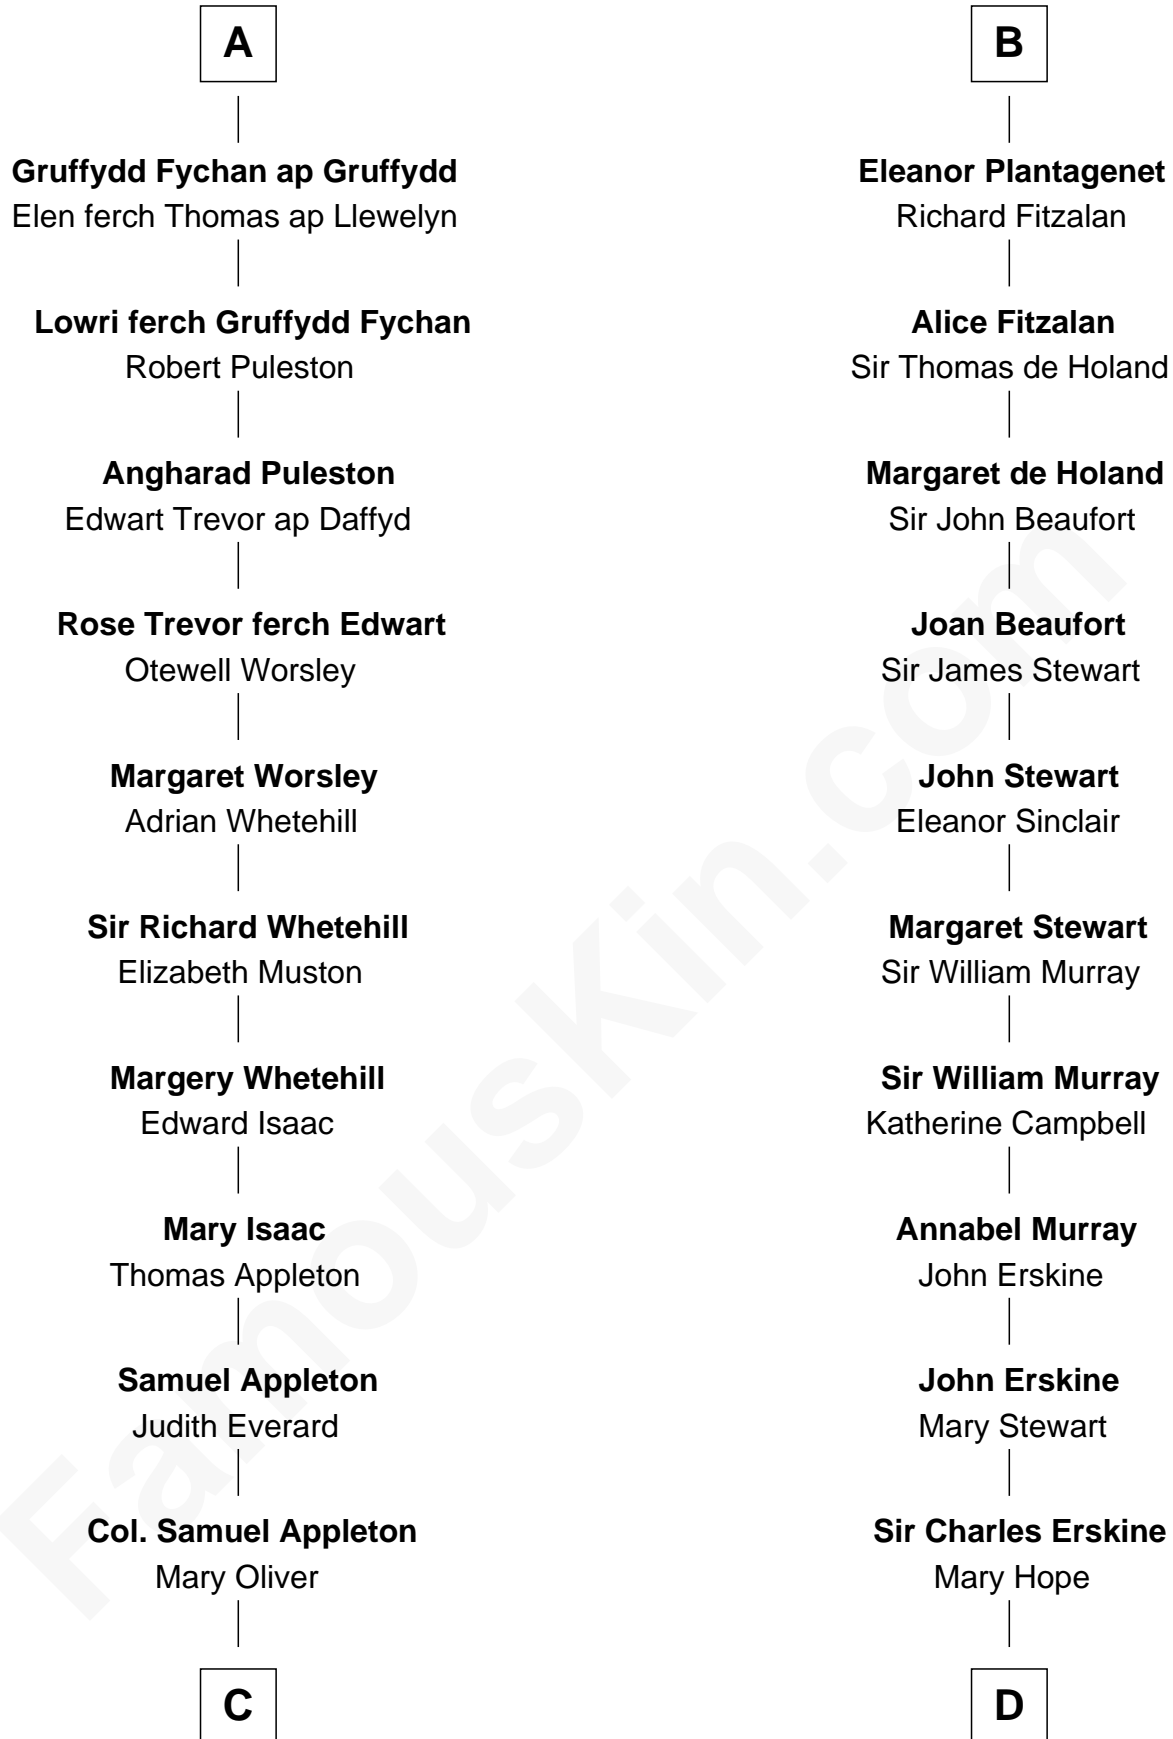 A
Gruffydd Fychan ap Gruffydd
Elen ferch Thomas ap Llewelyn
Lowri ferch Gruffydd Fychan
Robert Puleston
Angharad Puleston
Edwart Trevor ap Daffyd
Rose Trevor ferch Edwart
Otewell Worsley
Margaret Worsley
Adrian Whetehill
Sir Richard Whetehill
Elizabeth Muston
Margery Whetehill
Edward Isaac
Mary Isaac
Thomas Appleton
Samuel Appleton
Judith Everard
Col. Samuel Appleton
Mary Oliver
C
B
Eleanor Plantagenet
Richard Fitzalan
Alice Fitzalan
Sir Thomas de Holand
Margaret de Holand
Sir John Beaufort
Joan Beaufort
Sir James Stewart
John Stewart
Eleanor Sinclair
Margaret Stewart
Sir William Murray
Sir William Murray
Katherine Campbell
Annabel Murray
John Erskine
John Erskine
Mary Stewart
Sir Charles Erskine
Mary Hope
D
FamousKin.com